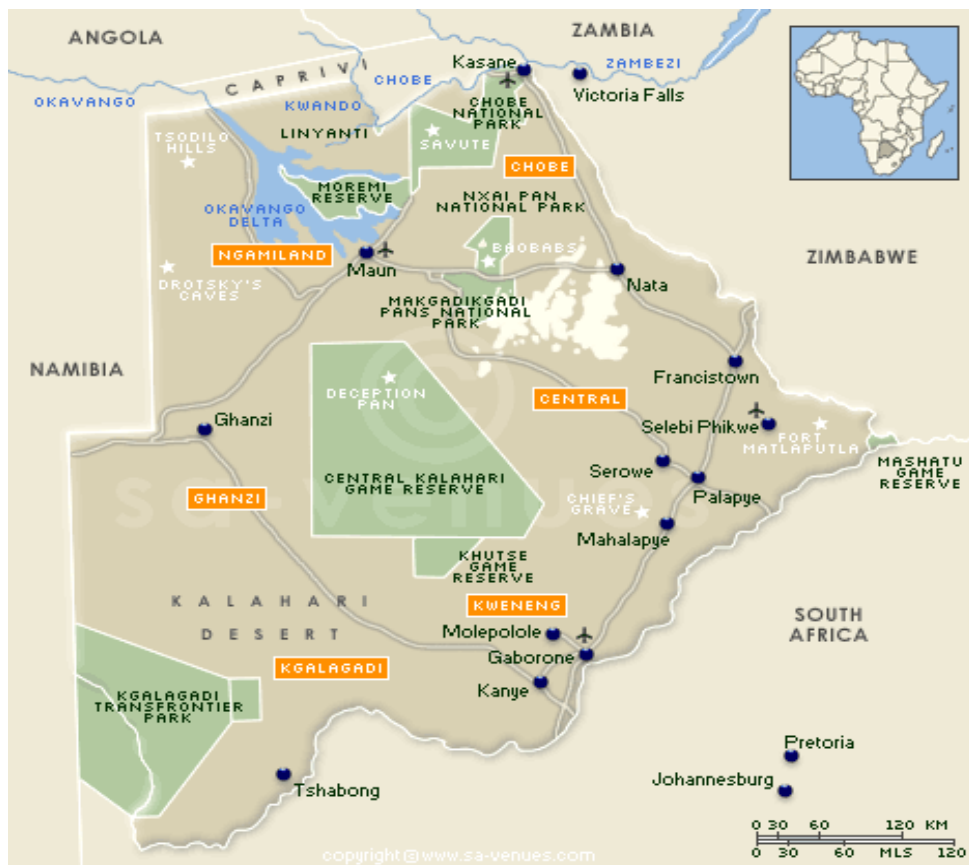 ANGOLA
ZAMBIA
Kasane
CAPRIVI
CHOBE
ZAMBEZI
OKAVANGO
KWANDO
CHOBE
NATIONAL
PARK
Victoria Falls
LINYANTI
TSODILO
HILLS
SAVUTE
CHOBE
MOREMI
RESERVE
NXAI PAN
NATIONAL PARK
OKAVANGO
DELTA
NGAMILAND
BAOBABS
ZIMBABWE
Maun
DROTSKY'S
CAVES
Nata
MAKGADIKGADI
PANS NATIONAL
PARK
NAMIBIA
Francistown
DECEPTION
PAN
CENTRAL
Ghanzi
Selebi Phikwe
FORT
MATLAPUTLA
MASHATU
GAME
RESERVE
Serowe
CENTRAL KALAHARI
GAME RESERVE
Palapye
GHANZI
sa-venues
CHIEF'S
GRAVE
Mahalapye
KHUTSE
GAME
RESERVE
KALAHARI
DESERT
KWENENG
SOUTH
AFRICA
Molepolole
Gaborone
KGALAGADI
Kanye
KGALAGADI
TRANSFRONTIER
PARK
Pretoria
Johannesburg
Tshabong
0 30 60 120 KM
0 30 60 MLS 120
copyright©www.sa-venues.com